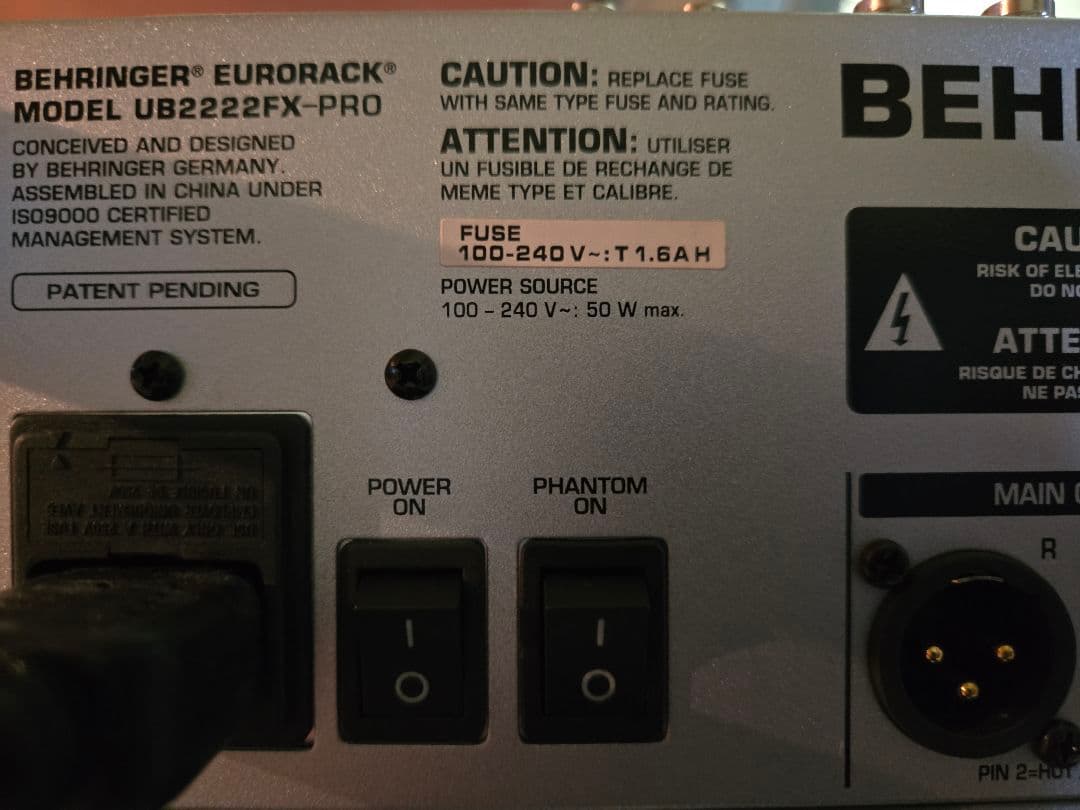 BEHRINGER® EURORACK®
MODEL UB2222FX-PRO
CONCEIVED AND DESIGNED
BY BEHRINGER GERMANY.
ASSEMBLED IN CHINA UNDER
ISO9000 CERTIFIED
MANAGEMENT SYSTEM.
PATENT PENDING
CAUTION: REPLACE FUSE
WITH SAME TYPE FUSE AND RATING.
ATTENTION: UTILISER
UN FUSIBLE DE RECHANGE DE
MEME TYPE ET CALIBRE.
FUSE
100-240 V~: T 1.6A H
POWER SOURCE
100 – 240 V~: 50 W max.
BEH
CAU
RISK OF ELE
DO NO
ATTE
RISQUE DE CH
NE PAS
POWER
ON
PHANTOM
ON
I
O
I
O
MAIN
R
PIN 2=HOT